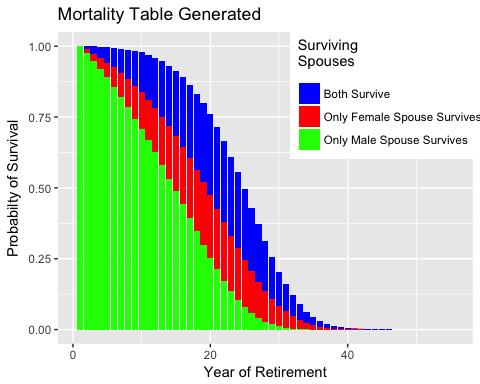 Mortality Table Generated
Surviving
Spouses
Both Survive
Only Female Spouse Survives
Only Male Spouse Survives
Probabilty of Survival
1.00
0.75
0.50
0.25
0.00
0
20
40
Year of Retirement